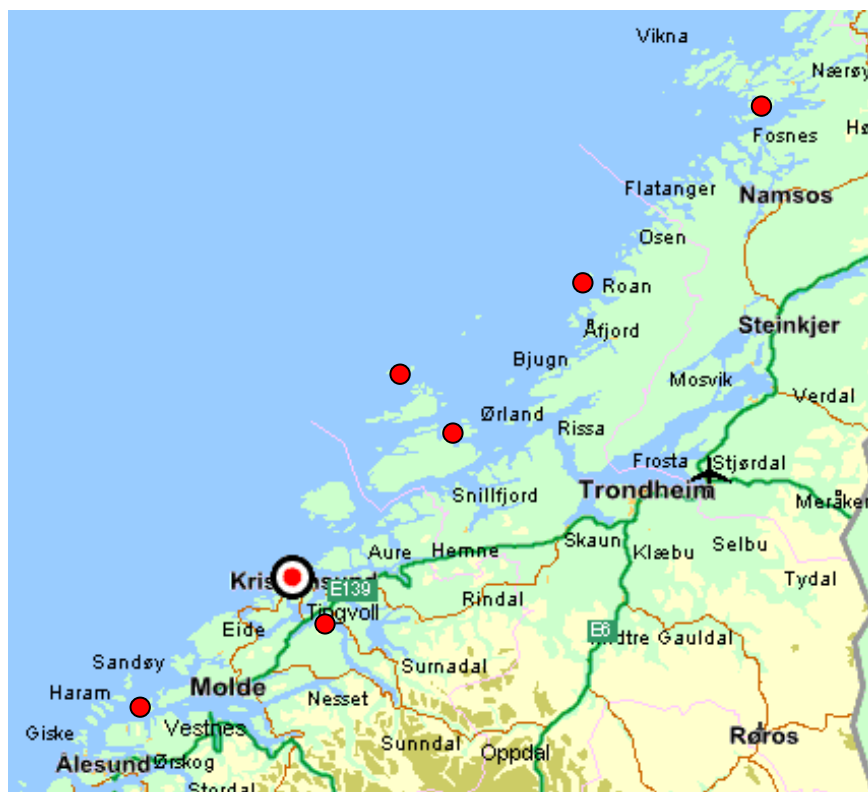 Vikna
Nærøy
Fosnes
Flatanger
Namsos
Osen
Roan
Åfjord
Steinkjer
Bjugn
Mosvik
Verdal
Ørland
Rissa
Frosta
Stjørdal
Snillfjord
Trondheim
Meråker
Aure
Hemne
Skaun
Klæbu
Selbu
Tydal
E139
Rindal
Tingvoll
Eide
E6
Gauldal
Sandøy
Surnadal
Haram
Molde
Nesset
Giske
Vestnes
Sunndal
Oppdal
Røros
Ålesund
Ørskog
Stordal